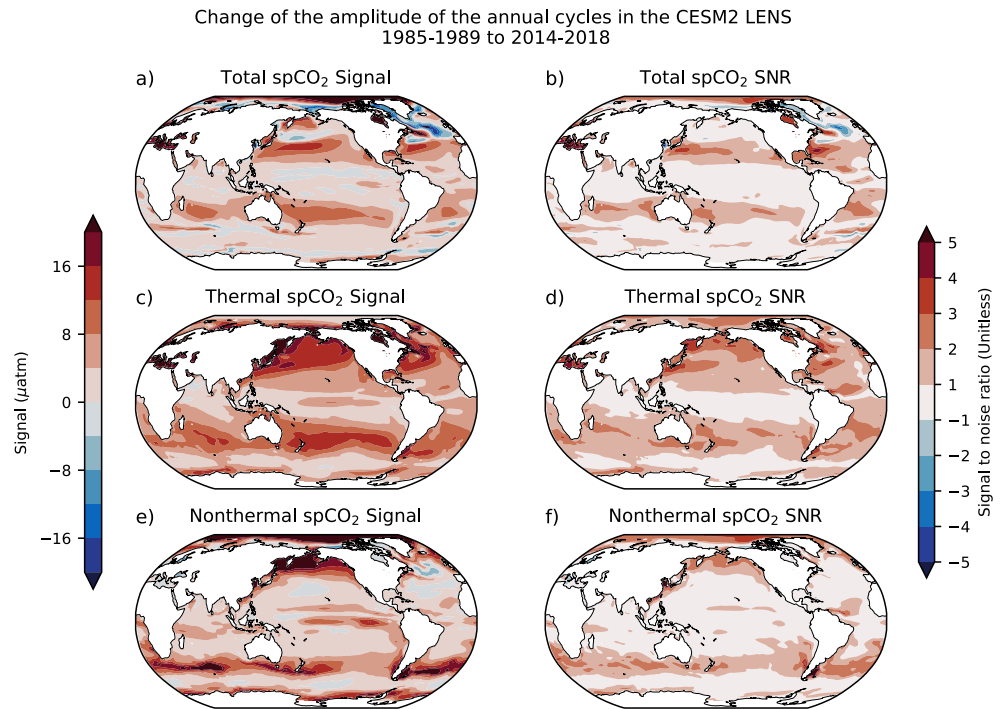 Change of the amplitude of the annual cycles in the CESM2 LENS
1985-1989 to 2014-2018
a) Total spCO₂ Signal
b) Total spCO₂ SNR
c) Thermal spCO₂ Signal
d) Thermal spCO₂ SNR
e) Nonthermal spCO₂ Signal
f) Nonthermal spCO₂ SNR
Signal (μatm)
16
8
0
−8
−16
5
4
3
2
1
−1
−2
−3
−4
−5
Signal to noise ratio (Unitless)